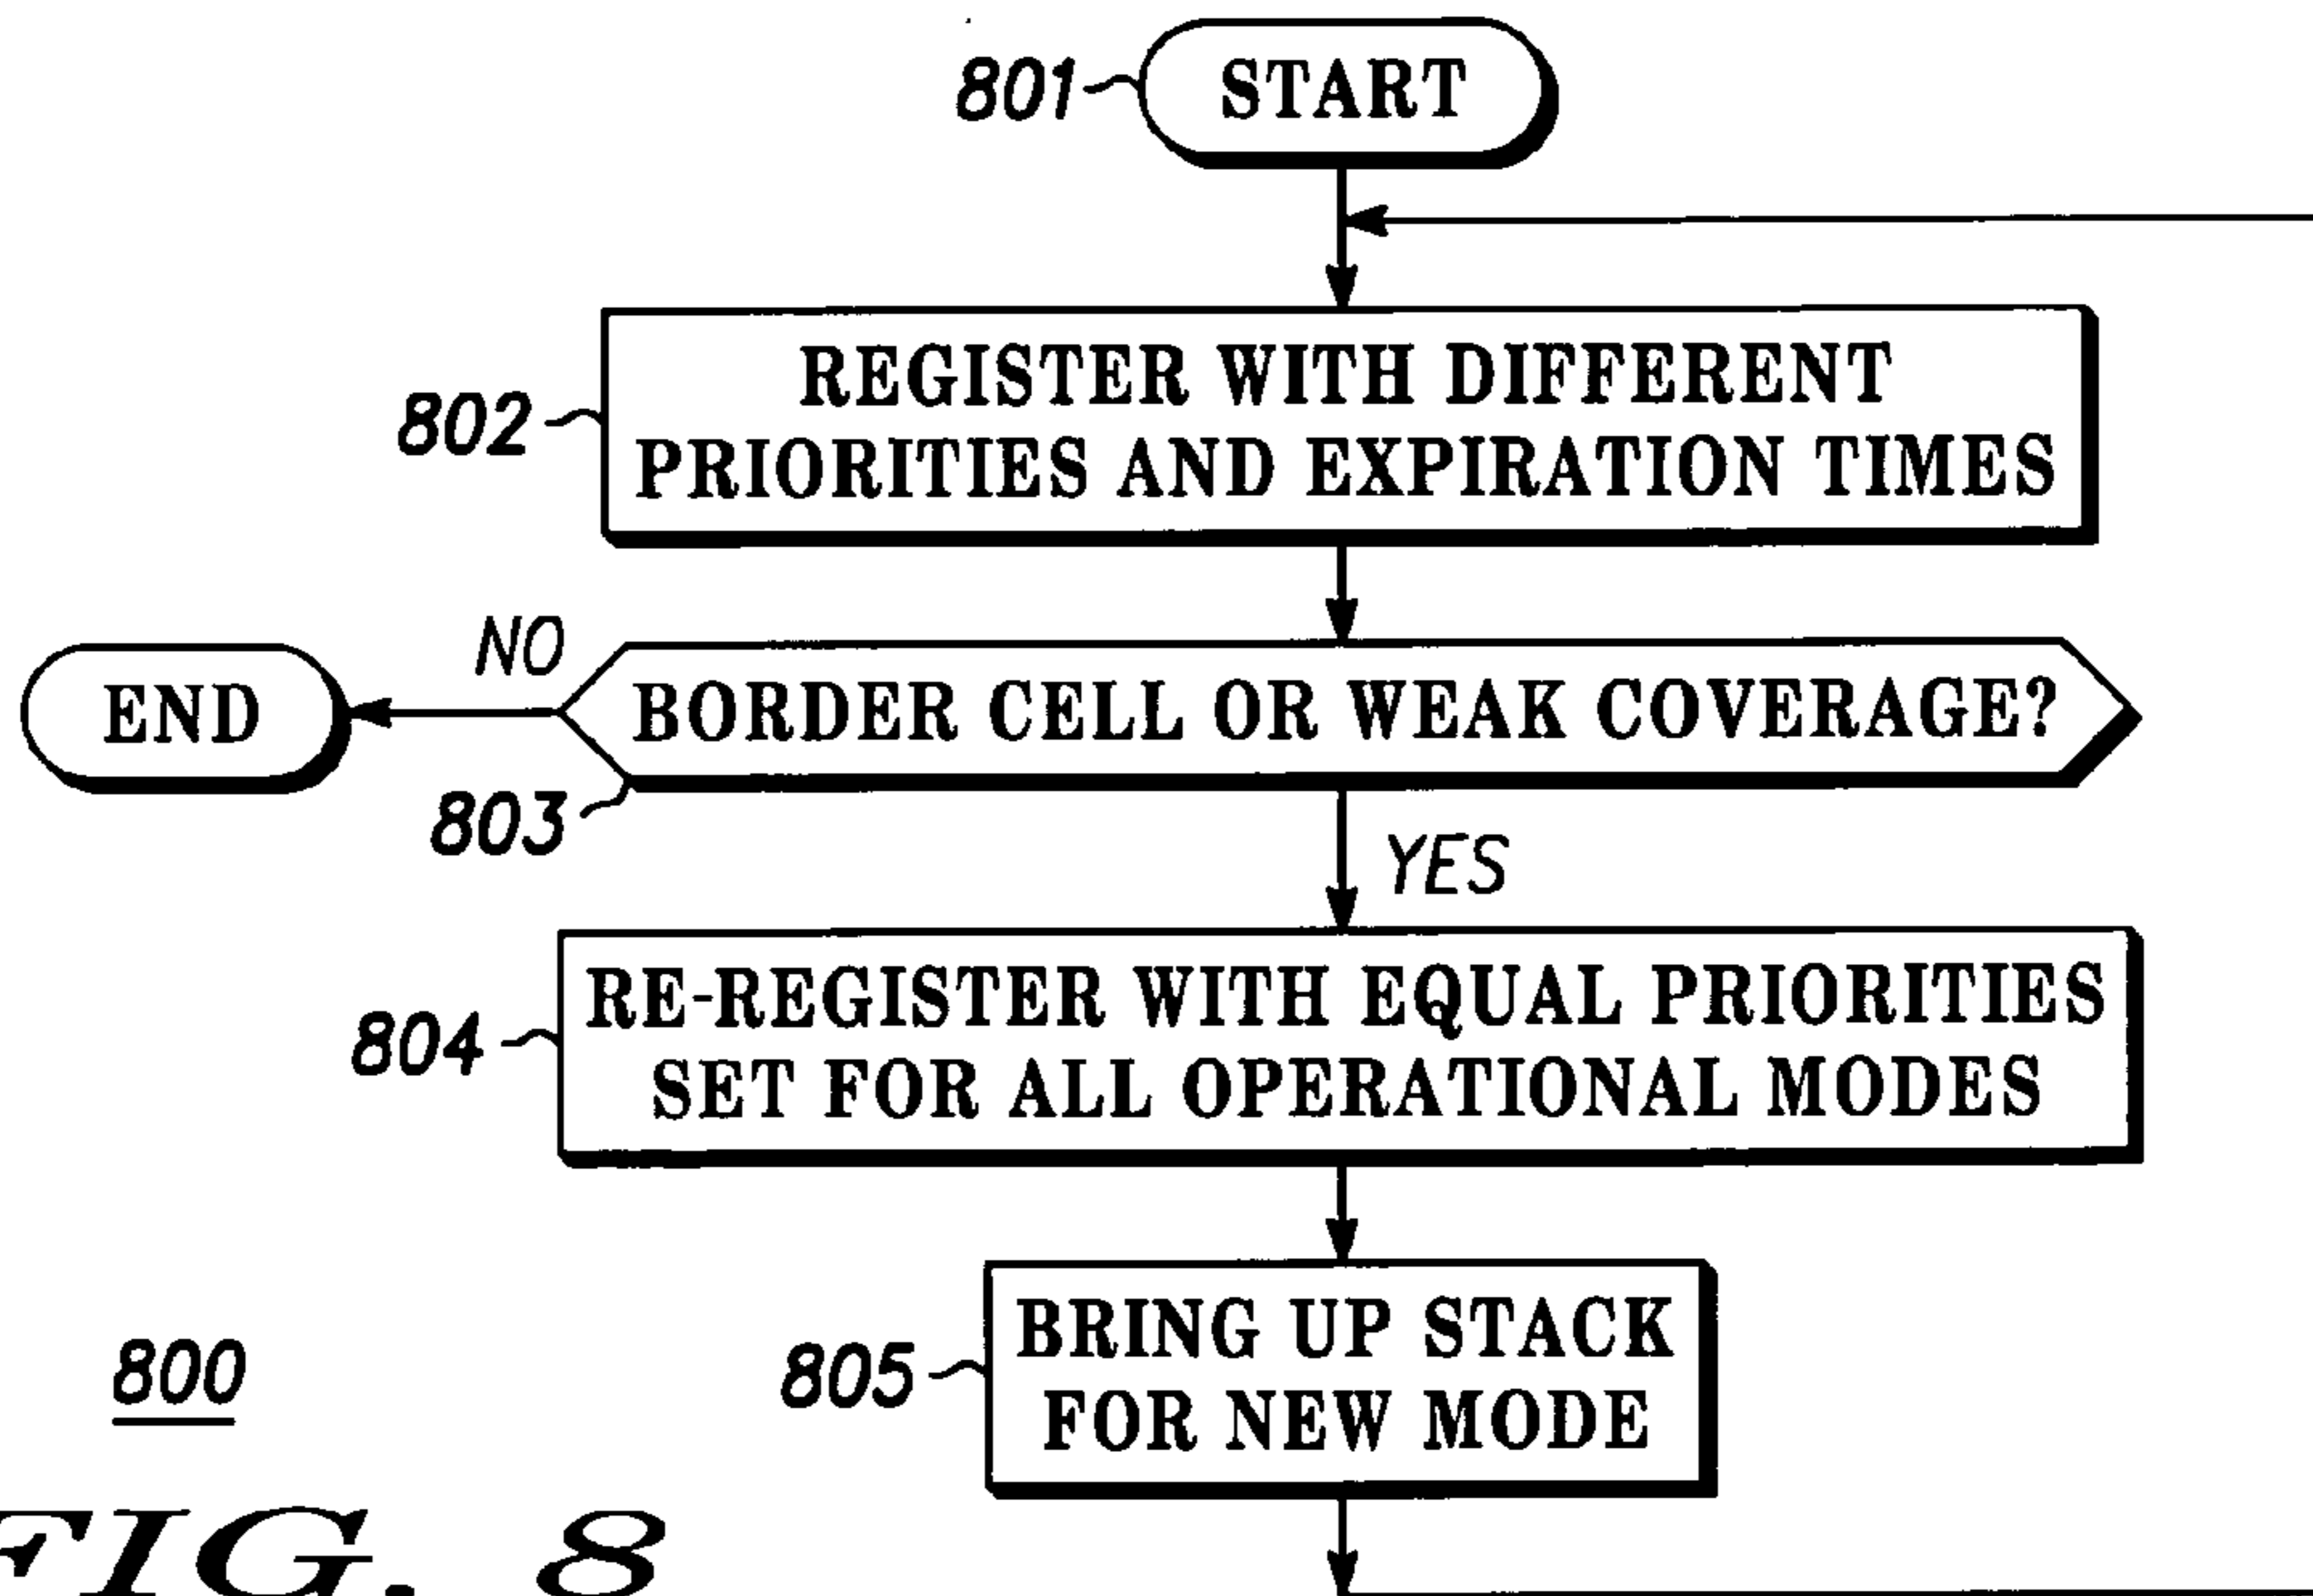 801
START
802
REGISTER WITH DIFFERENT
PRIORITIES AND EXPIRATION TIMES
END
NO
BORDER CELL OR WEAK COVERAGE?
803
YES
804
RE-REGISTER WITH EQUAL PRIORITIES
SET FOR ALL OPERATIONAL MODES
805
BRING UP STACK
FOR NEW MODE
800
FIG. 8